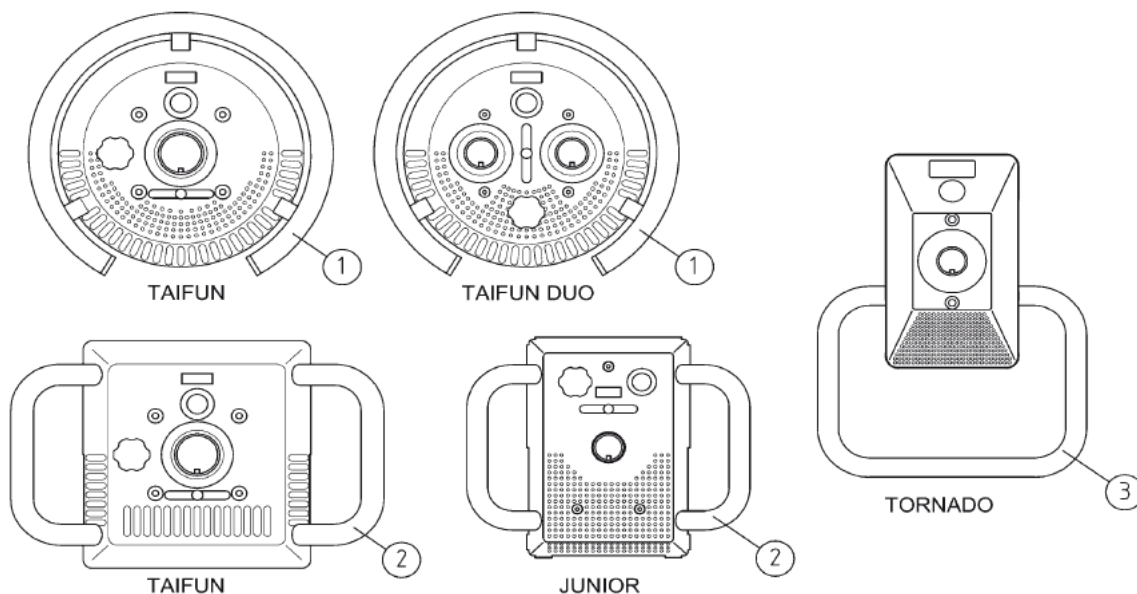 1
TAIFUN
1
TAIFUN DUO
3
TORNADO
2
TAIFUN
2
JUNIOR